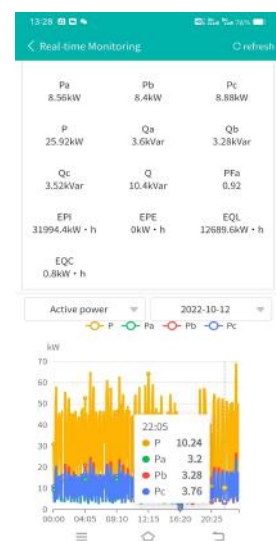 13:28
76%
Real-time Monitoring
refresh
Pa Pb Pc
8.56kW 8.4kW 8.88kW
P Qa Qb
25.92kW 3.6kVar 3.28kVar
Qc Q PFa
3.52kVar 10.4kVar 0.92
EPI EPE EQL
31994.4kW·h 0kW·h 12689.6kW·h
EQC
0.8kW·h
Active power 2022-10-12
P Pa Pb Pc
kW
70
60
50
40
30
20
10
0
22:05
P 10.24
Pa 3.2
Pb 3.28
Pc 3.76
00:00 04:05 08:10 12:15 16:20 20:25